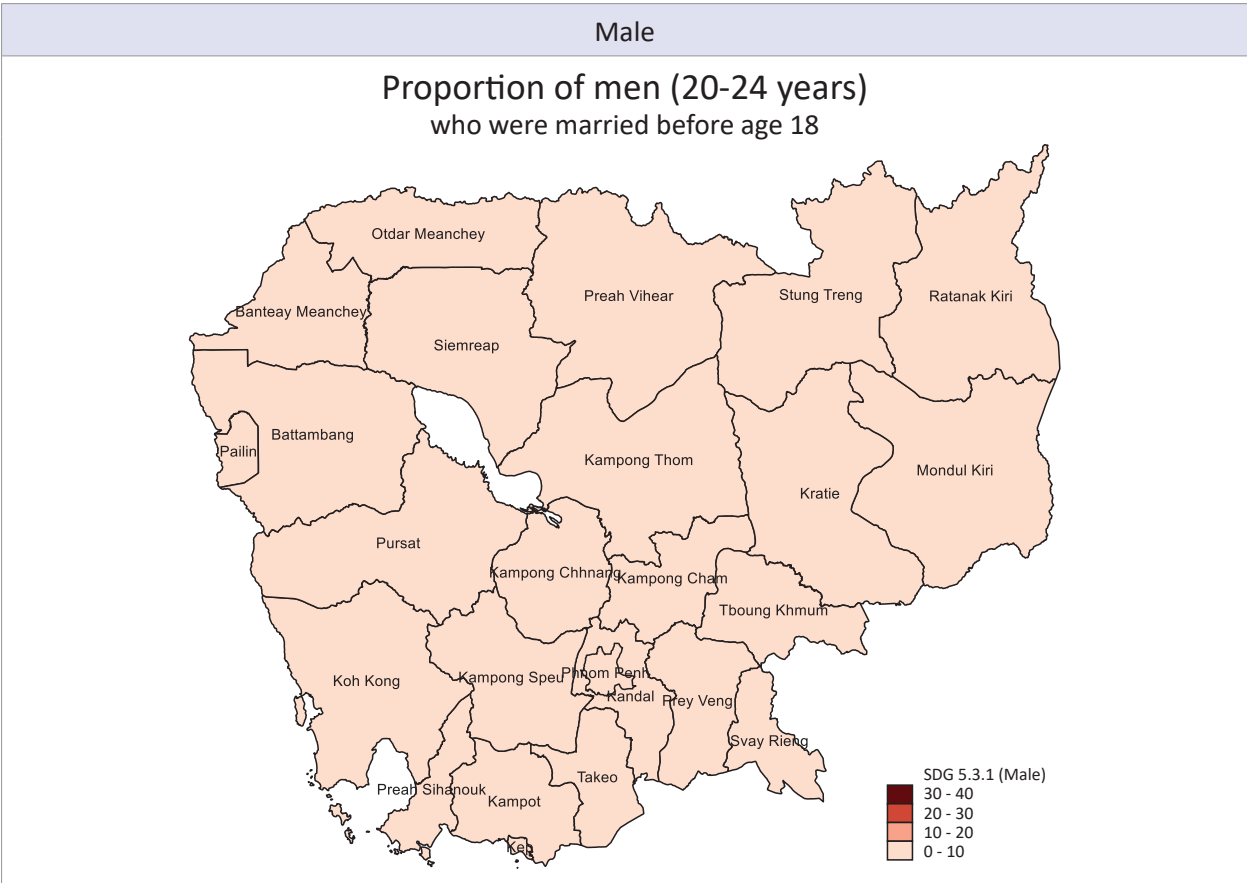 Male
Proportion of men (20-24 years)
who were married before age 18
Otdar Meanchey
Preah Vihear
Stung Treng
Ratanak Kiri
Banteay Meanchey
Siemreap
Battambang
Pailin
Kampong Thom
Mondul Kiri
Kratie
Pursat
Kampong Chhnang
Kampong Cham
Tboung Khmum
Koh Kong
Kampong Speu
Phnom Penh
Kandal
Prey Veng
Svay Rieng
Takeo
Preah Sihanouk
Kampot
Kep
SDG 5.3.1 (Male)
30 - 40
20 - 30
10 - 20
0 - 10